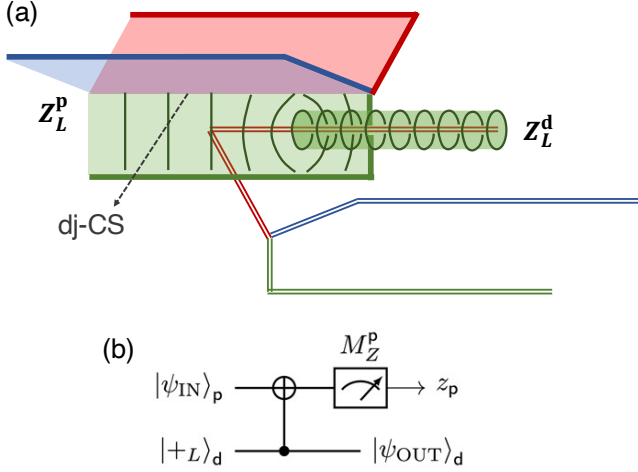 (a)
Z_L^p
Z_L^d
dj-CS
(b)
M_Z^p
|ψ_IN⟩_p → z_p
|+_L⟩_d |ψ_OUT⟩_d